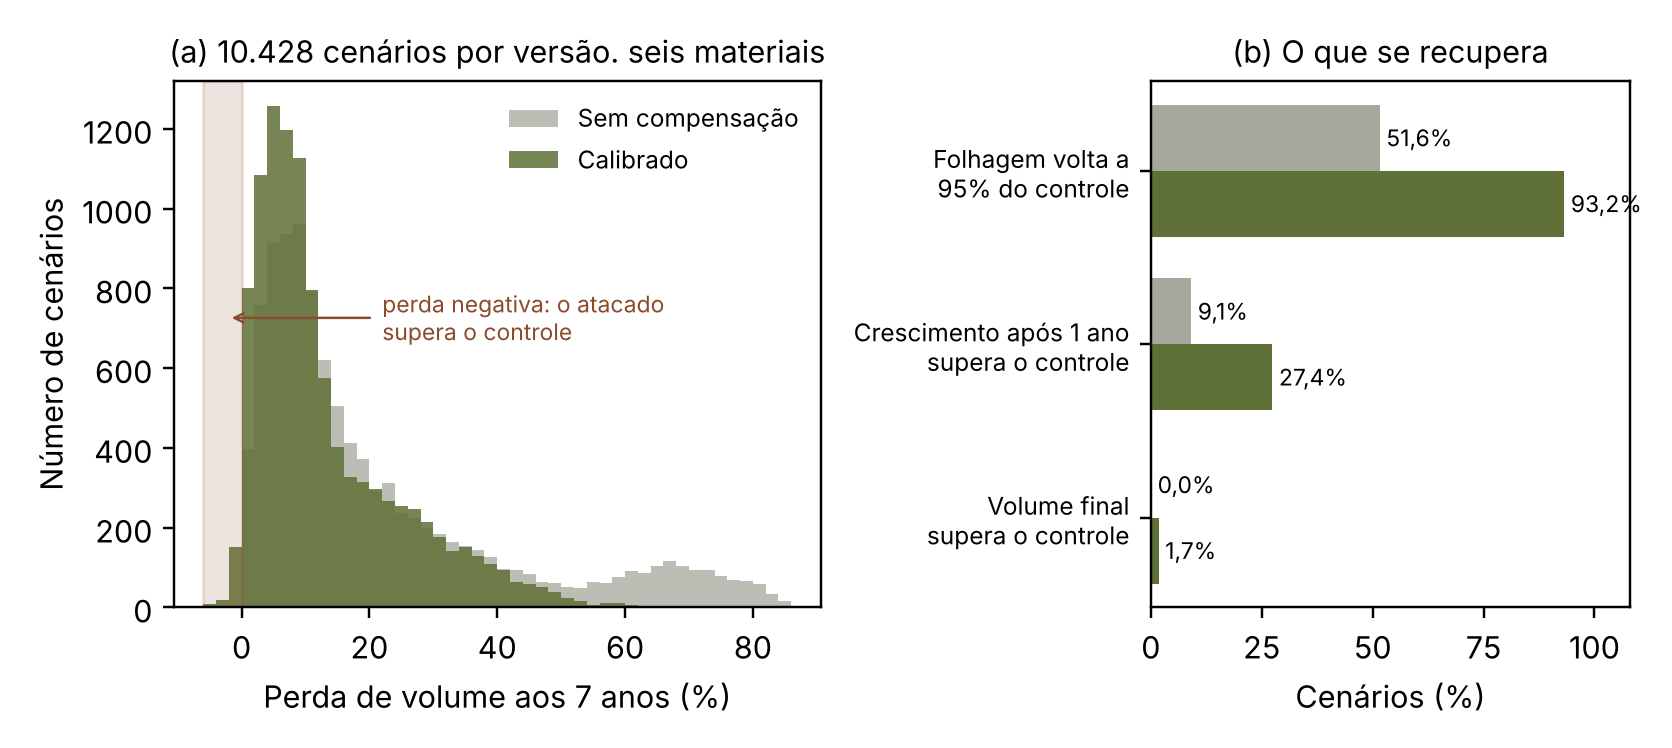 (a) 10.428 cenários por versão. seis materiais
Número de cenários
1200
1000
800
600
400
200
0
Sem compensação
Calibrado
perda negativa: o atacado
supera o controle
0
20
40
60
80
Perda de volume aos 7 anos (%)
(b) O que se recupera
Folhagem volta a
95% do controle
51,6%
93,2%
Crescimento após 1 ano
supera o controle
9,1%
27,4%
Volume final
supera o controle
0,0%
1,7%
0
25
50
75
100
Cenários (%)